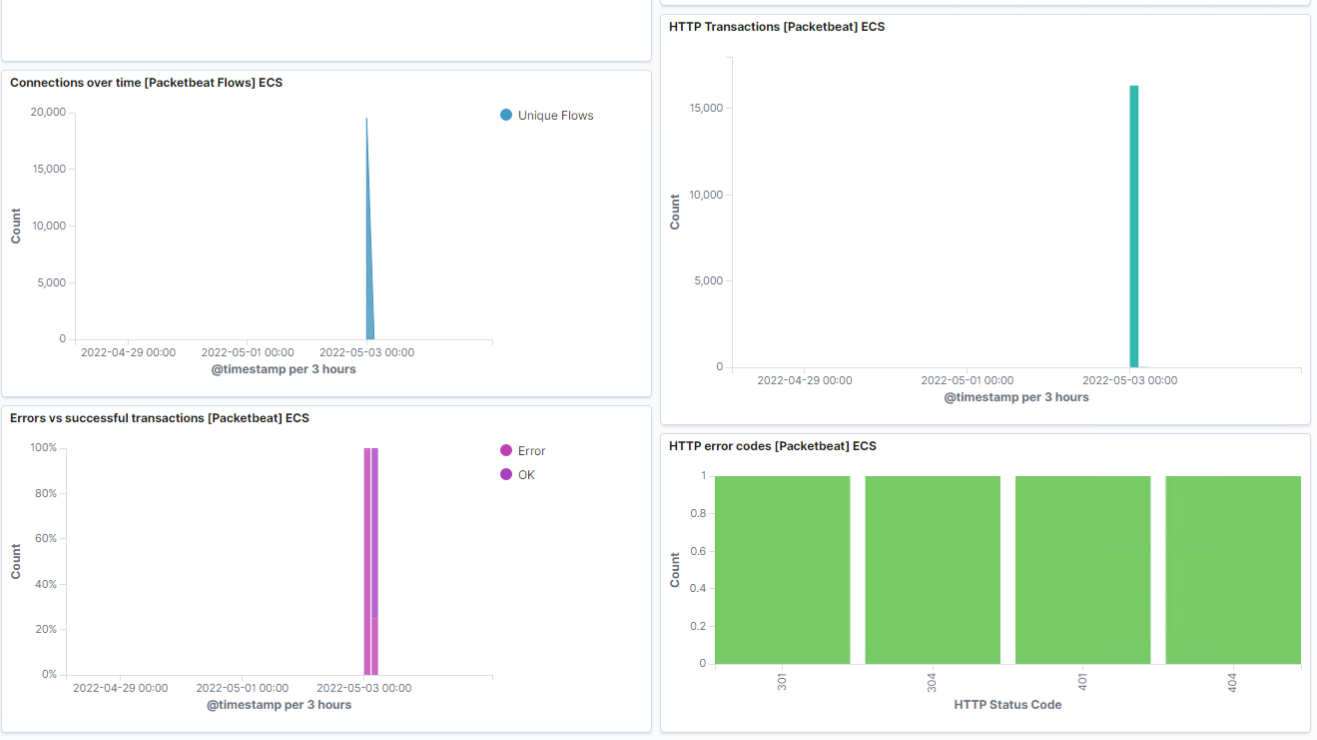 Connections over time [Packetbeat Flows] ECS
20,000
15,000
10,000
5,000
0
Count
2022-04-29 00:00 2022-05-01 00:00 2022-05-03 00:00
@timestamp per 3 hours
Unique Flows
Errors vs successful transactions [Packetbeat] ECS
100%
80%
60%
40%
20%
0%
Count
2022-04-29 00:00 2022-05-01 00:00 2022-05-03 00:00
@timestamp per 3 hours
Error
OK
HTTP Transactions [Packetbeat] ECS
15,000
10,000
5,000
0
Count
2022-04-29 00:00 2022-05-01 00:00 2022-05-03 00:00
@timestamp per 3 hours
HTTP error codes [Packetbeat] ECS
1
0.8
0.6
0.4
0.2
0
Count
301 304 401 404
HTTP Status Code